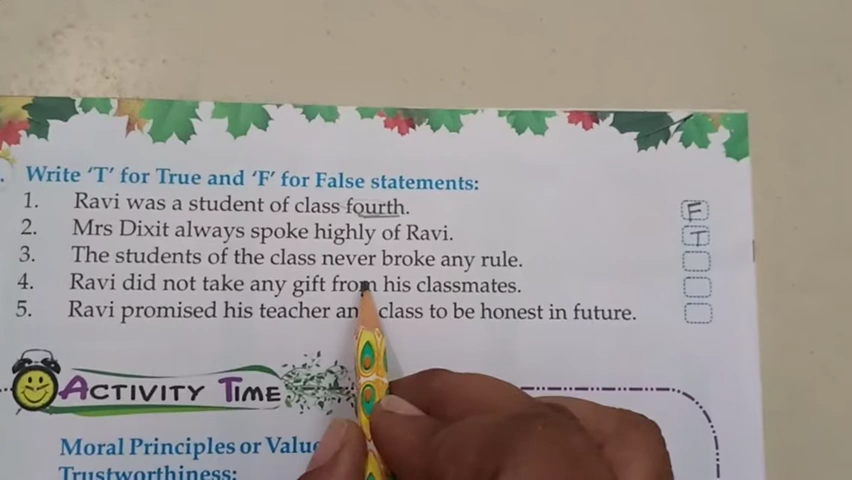 Write 'T' for True and 'F' for False statements:
1. Ravi was a student of class fourth. F
2. Mrs Dixit always spoke highly of Ravi. T
3. The students of the class never broke any rule.
4. Ravi did not take any gift from his classmates.
5. Ravi promised his teacher an class to be honest in future.
ACTIVITY TIME
Moral Principles or
Trustworthiness: